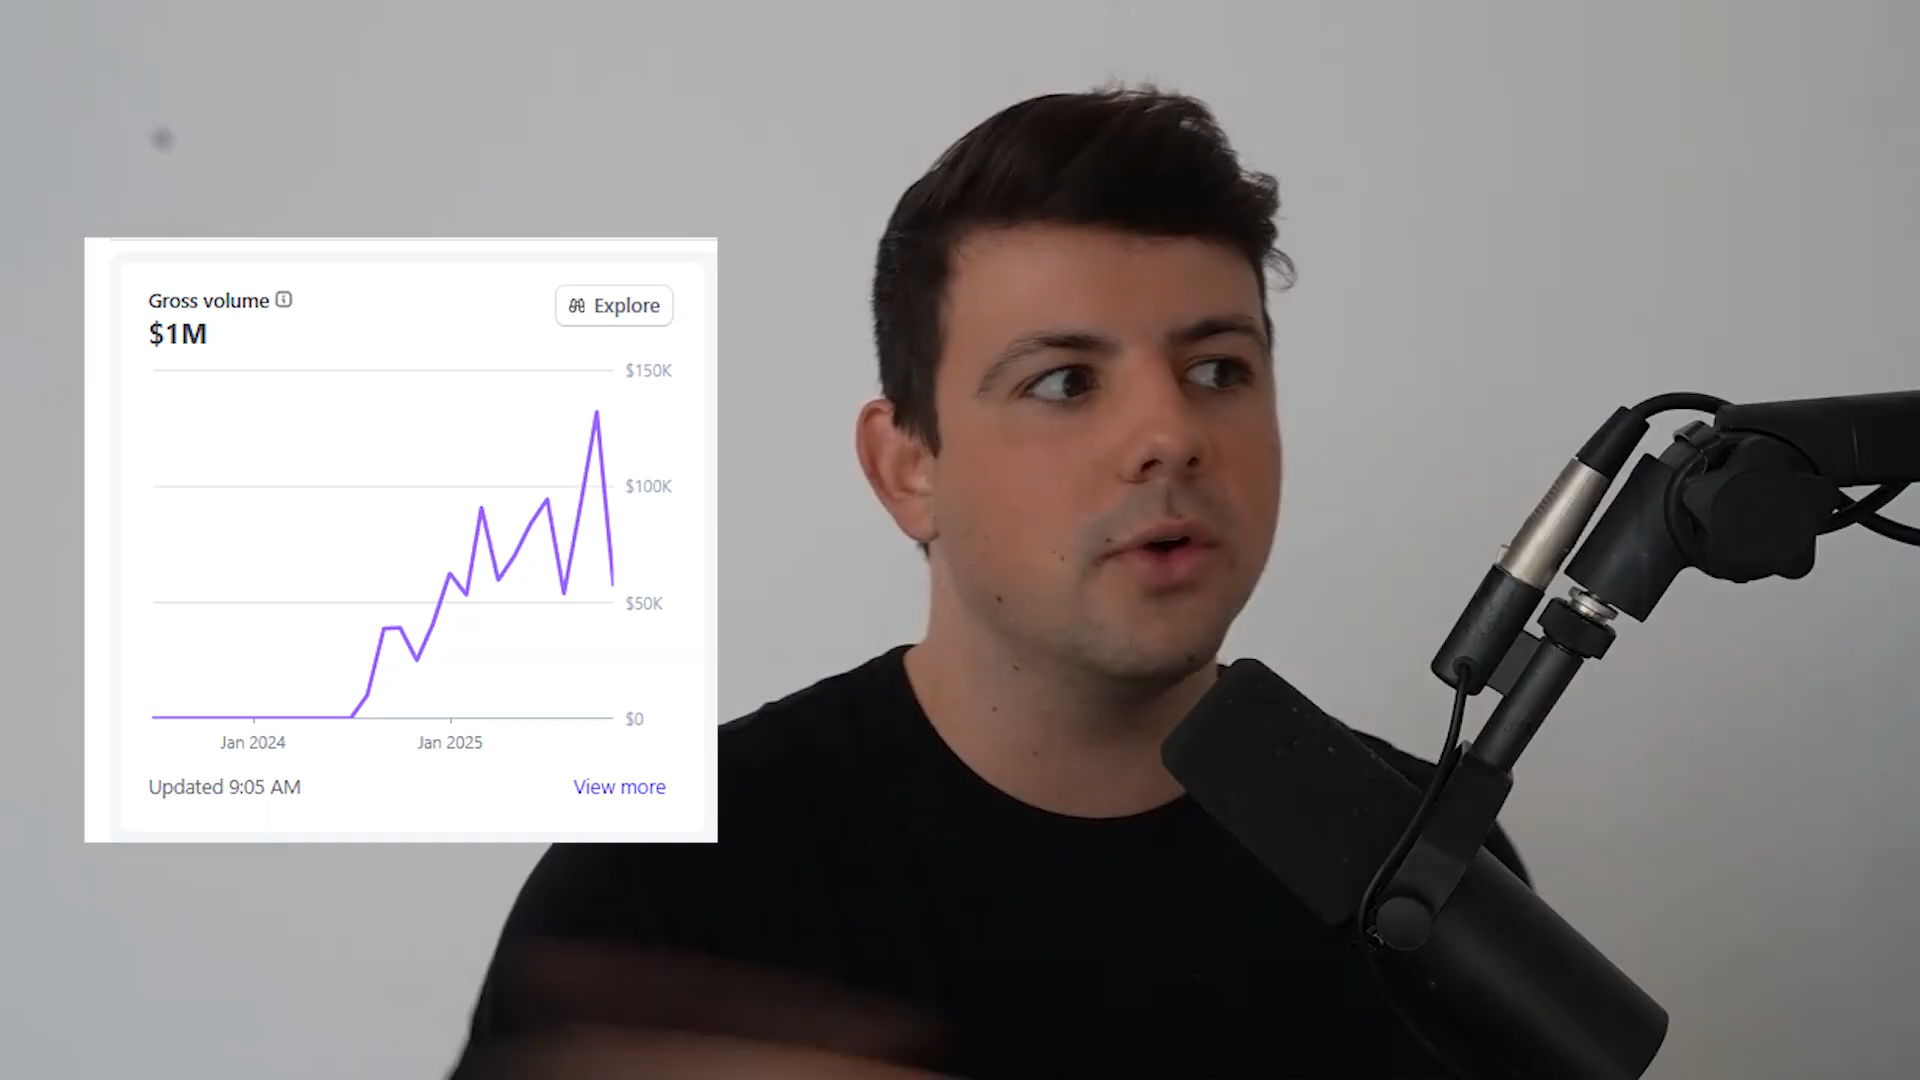 Gross volume
Explore
$1M
$150K
$100K
$50K
$0
Jan 2024 Jan 2025
Updated 9:05 AM
View more